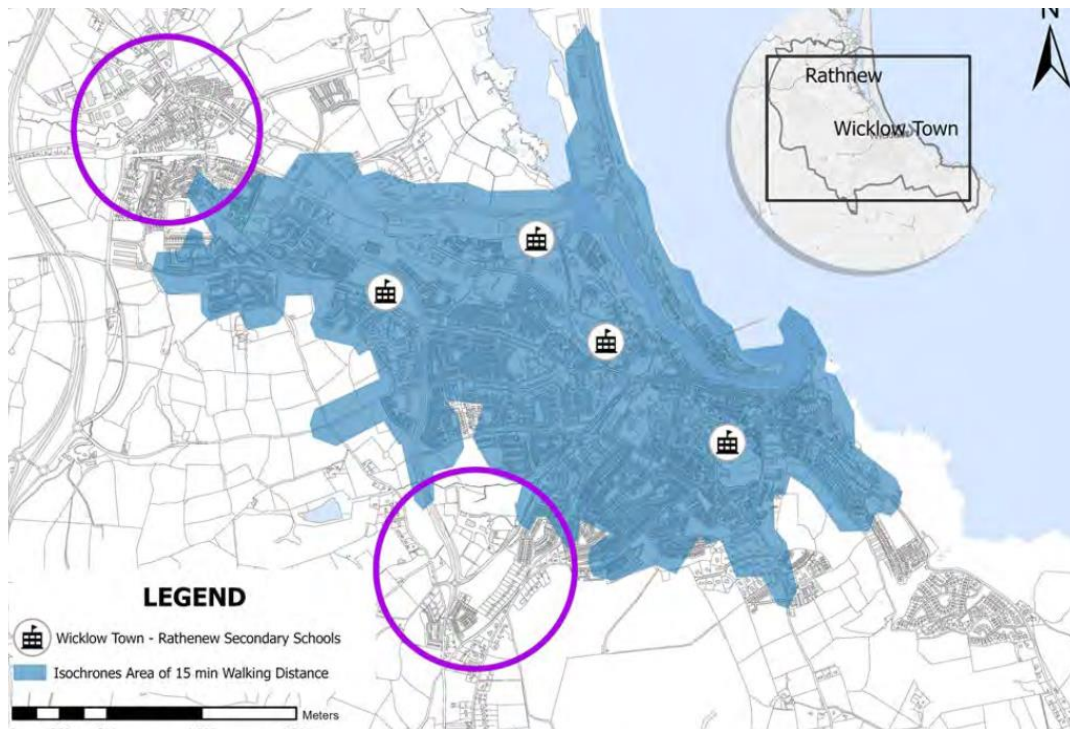 N
Rathnew
Wicklow Town
LEGEND
Wicklow Town - Rathenew Secondary Schools
Isochrones Area of 15 min Walking Distance
Meters